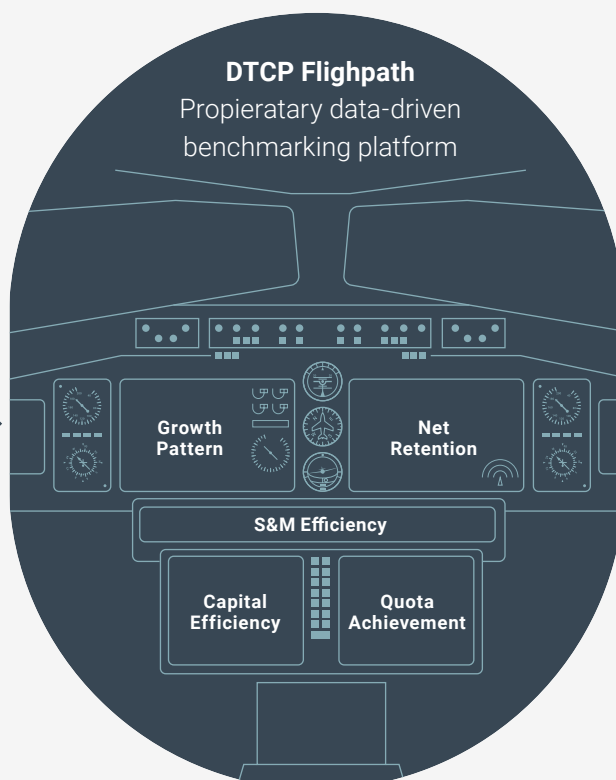 DTCP Flighpath
Propieratary data-driven
benchmarking platform
Growth
Pattern
Net
Retention
S&M Efficiency
Capital
Efficiency
Quota
Achievement